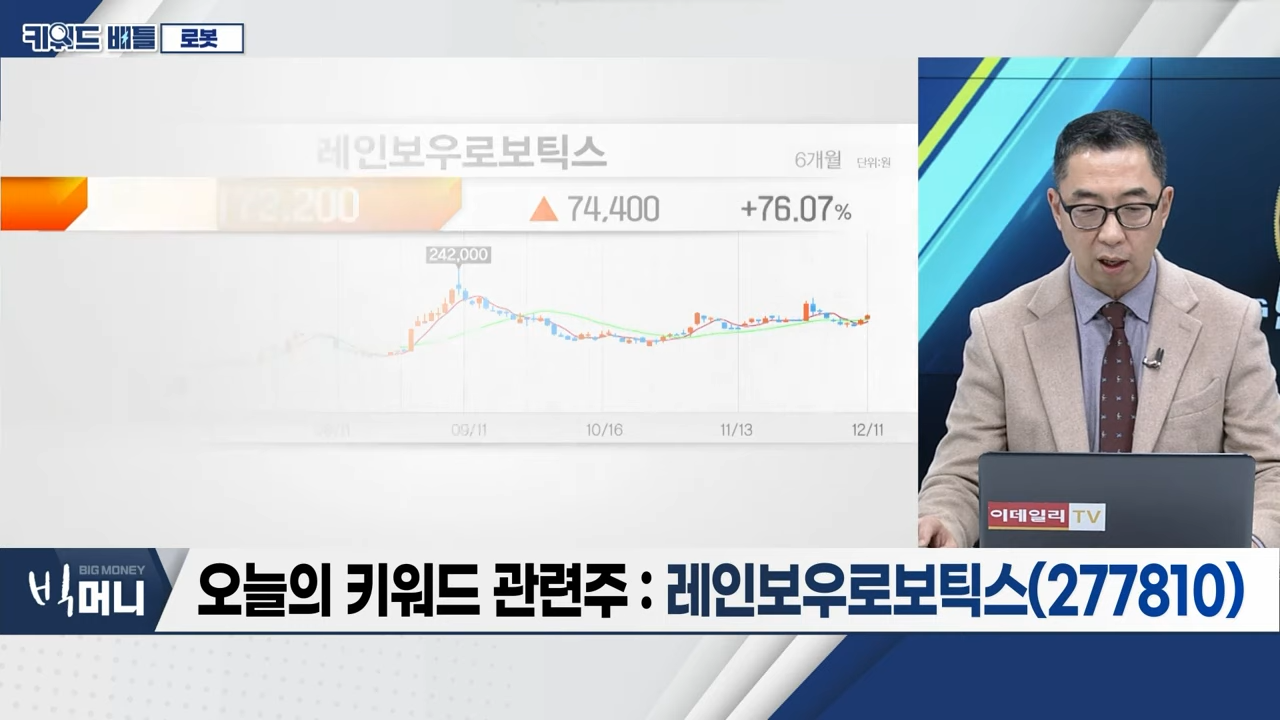 키워드 배틀 로봇
레인보우로보틱스
6개월 단위:원
▲ 74,400 +76.07%
242,000
09/11 10/16 11/13 12/11
이데일리TV
BIG MONEY
빅머니
오늘의 키워드 관련주 : 레인보우로보틱스(277810)